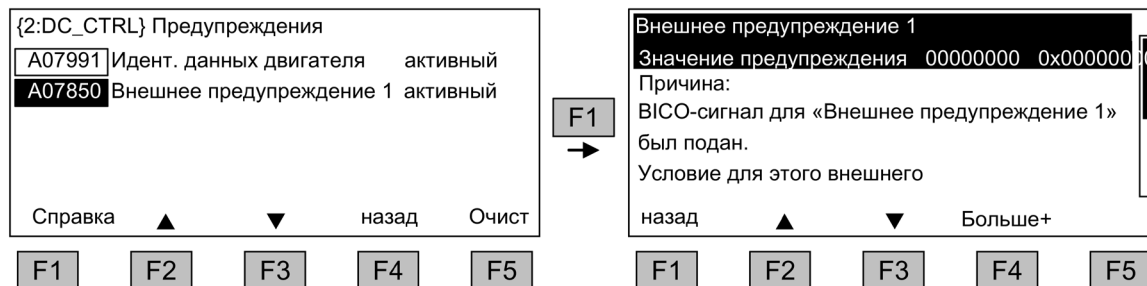 {2:DC_CTRL} Предупреждения
A07991 Идент. данных двигателя активный
A07850 Внешнее предупреждение 1 активный
Справка ▲ ▼ назад Очист
F1 F2 F3 F4 F5
F1
Внешнее предупреждение 1
Значение предупреждения 00000000 0x000000
Причина:
BICO-сигнал для «Внешнее предупреждение 1»
был подан.
Условие для этого внешнего
назад ▲ ▼ Больше+
F1 F2 F3 F4 F5